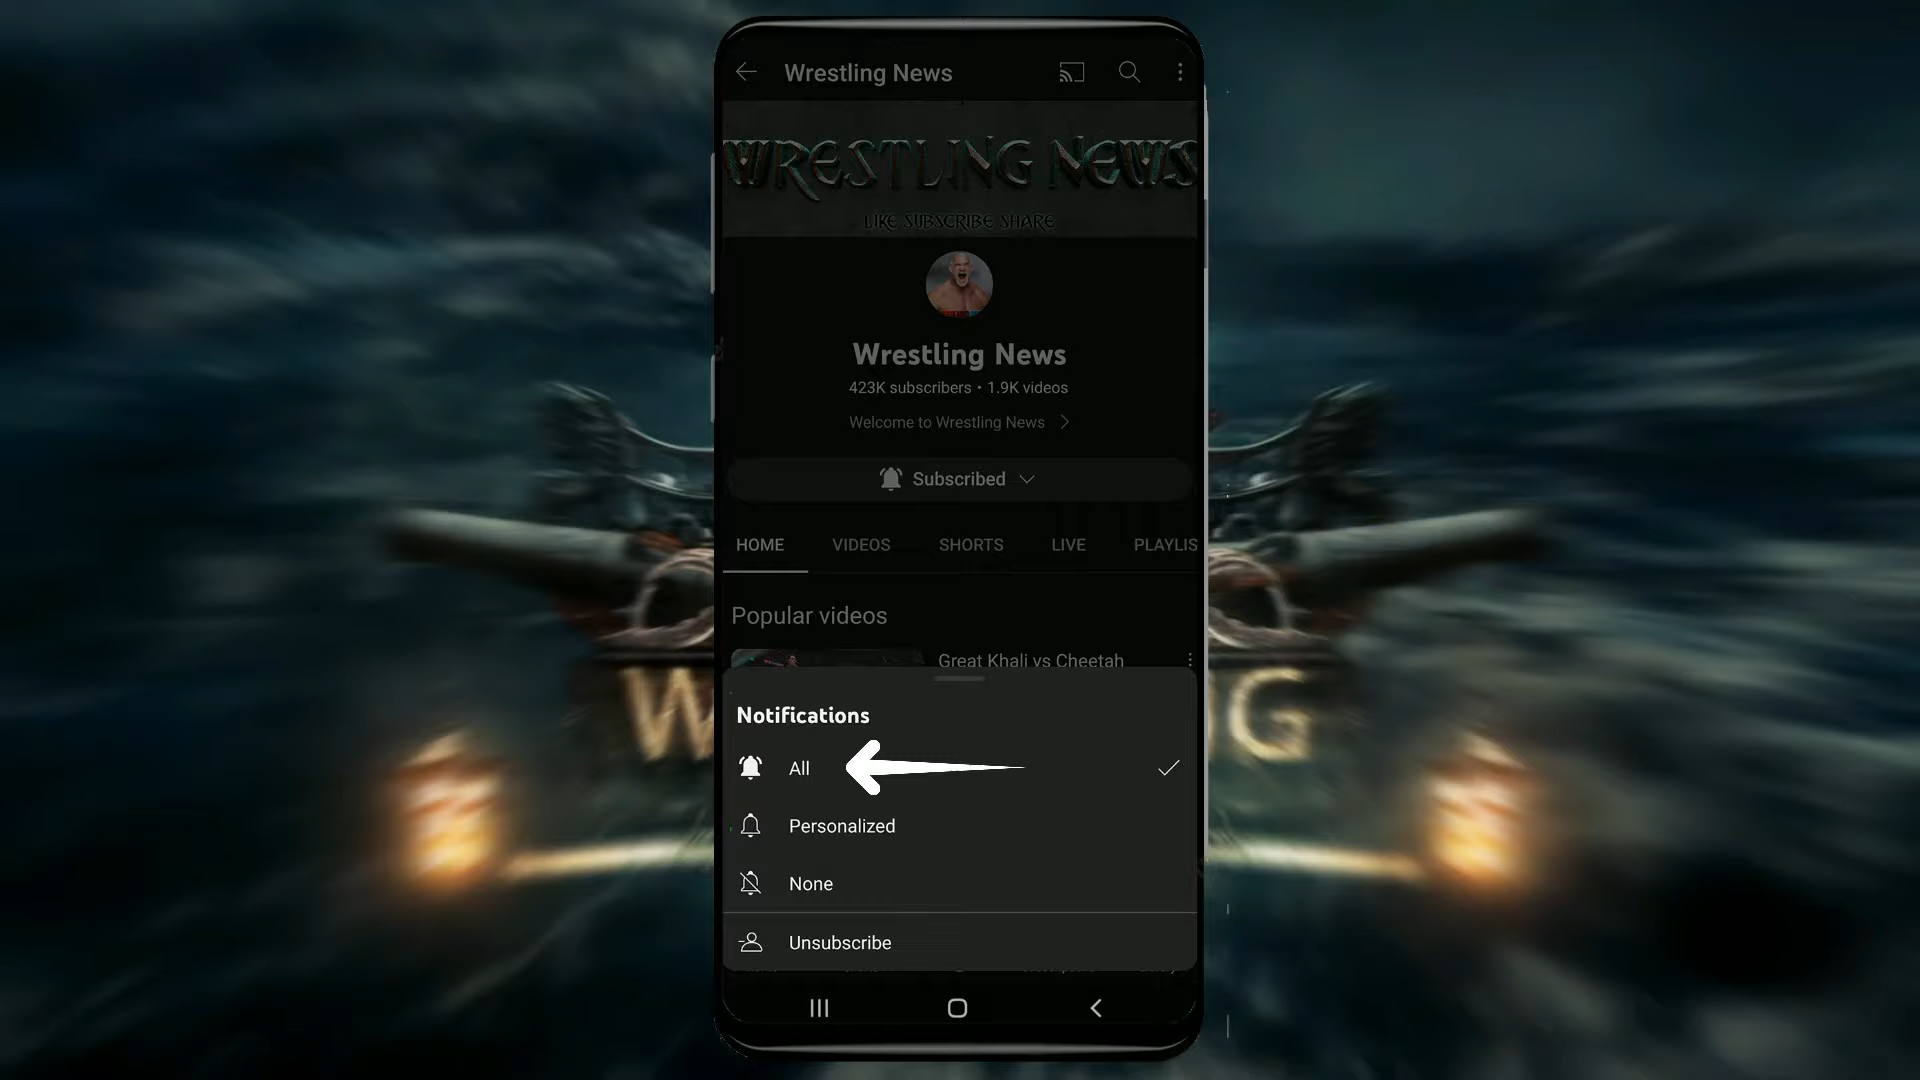 Wrestling News
WRESTLING NEWS
LIKE SUBSCRIBE SHARE
Wrestling News
423K subscribers • 1.9K videos
Welcome to Wrestling News
Subscribed
HOME VIDEOS SHORTS LIVE PLAYLIS
Popular videos
Great Khali vs Cheetah
Notifications
All
Personalized
None
Unsubscribe
W
G